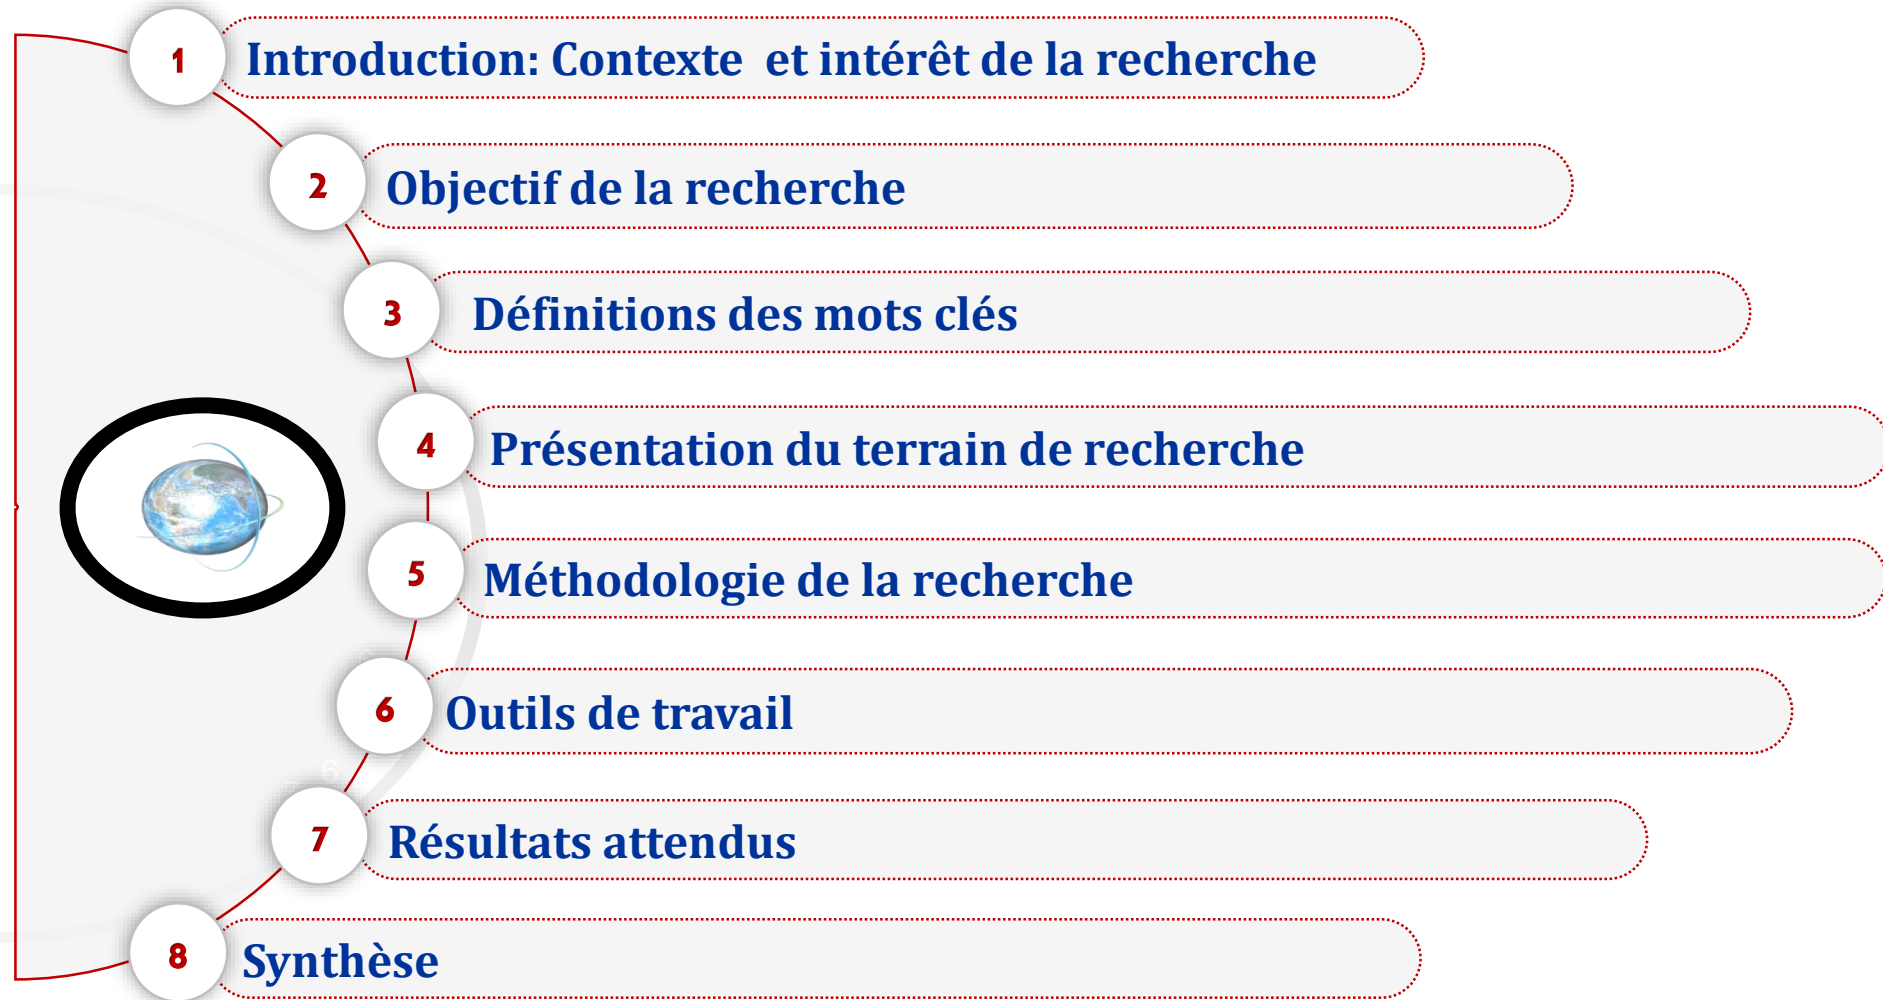 1 Introduction: Contexte  et intérêt de la recherche
2 Objectif de la recherche
3 Définitions des mots clés
4 Présentation du terrain de recherche
5 Méthodologie de la recherche
6 Outils de travail
6
7 Résultats attendus
8 Synthèse